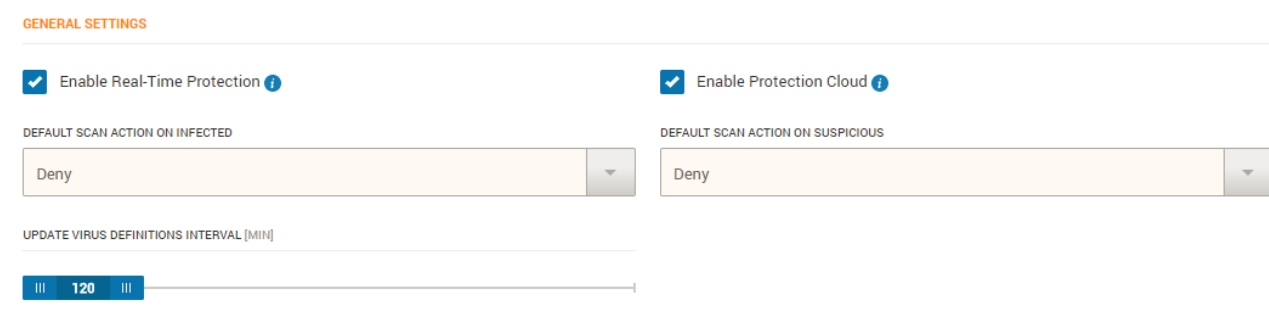 GENERAL SETTINGS
Enable Real-Time Protection
Enable Protection Cloud
DEFAULT SCAN ACTION ON INFECTED
DEFAULT SCAN ACTION ON SUSPICIOUS
Deny
Deny
UPDATE VIRUS DEFINITIONS INTERVAL [MIN]
120